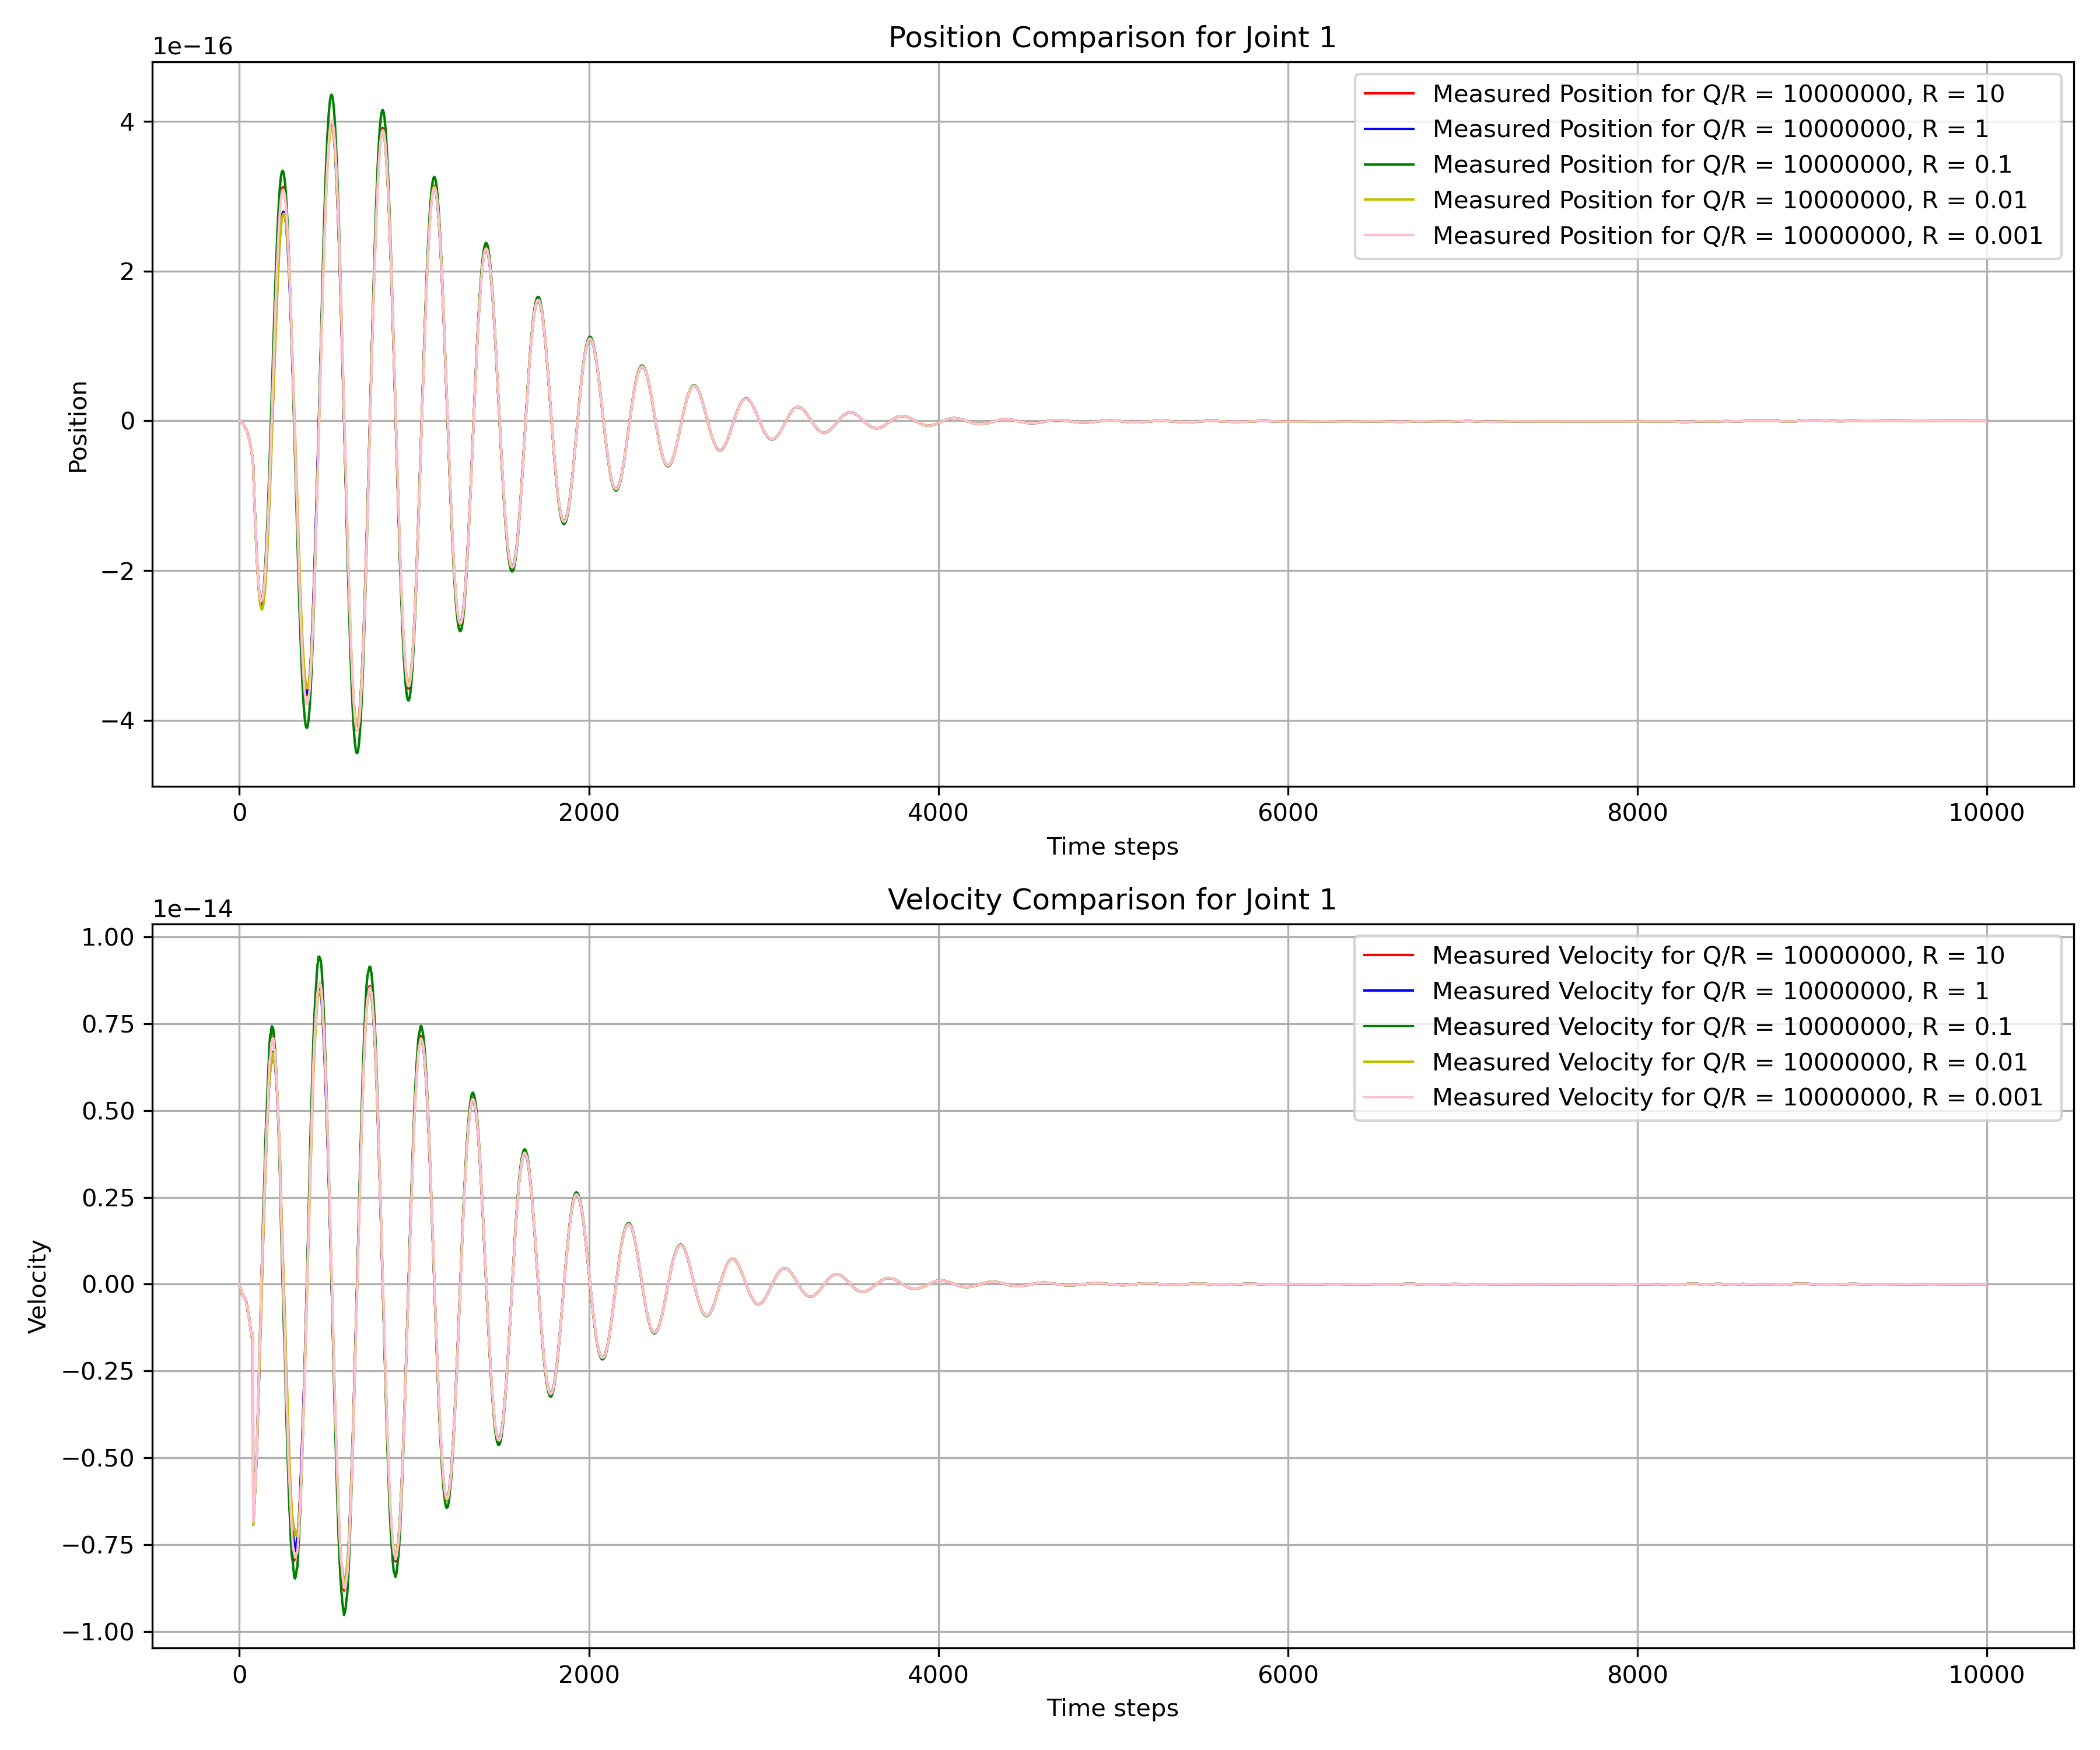 Position Comparison for Joint 1
1e−16
Measured Position for Q/R = 10000000, R = 10
Measured Position for Q/R = 10000000, R = 1
Measured Position for Q/R = 10000000, R = 0.1
Measured Position for Q/R = 10000000, R = 0.01
Measured Position for Q/R = 10000000, R = 0.001
4
2
0
−2
−4
Position
0 2000 4000 6000 8000 10000
Time steps
Velocity Comparison for Joint 1
1e−14
Measured Velocity for Q/R = 10000000, R = 10
Measured Velocity for Q/R = 10000000, R = 1
Measured Velocity for Q/R = 10000000, R = 0.1
Measured Velocity for Q/R = 10000000, R = 0.01
Measured Velocity for Q/R = 10000000, R = 0.001
1.00
0.75
0.50
0.25
0.00
−0.25
−0.50
−0.75
−1.00
Velocity
0 2000 4000 6000 8000 10000
Time steps